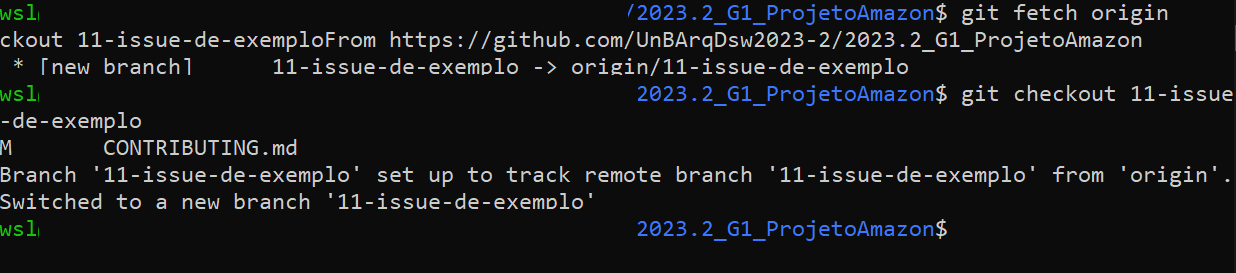 wsl /2023.2_G1_ProjetoAmazon$ git fetch origin
ckout 11-issue-de-exemploFrom https://github.com/UnBArqDsw2023-2/2023.2_G1_ProjetoAmazon
 * [new branch]      11-issue-de-exemplo -> origin/11-issue-de-exemplo
wsl 2023.2_G1_ProjetoAmazon$ git checkout 11-issue
-de-exemplo
M       CONTRIBUTING.md
Branch '11-issue-de-exemplo' set up to track remote branch '11-issue-de-exemplo' from 'origin'.
Switched to a new branch '11-issue-de-exemplo'
wsl 2023.2_G1_ProjetoAmazon$